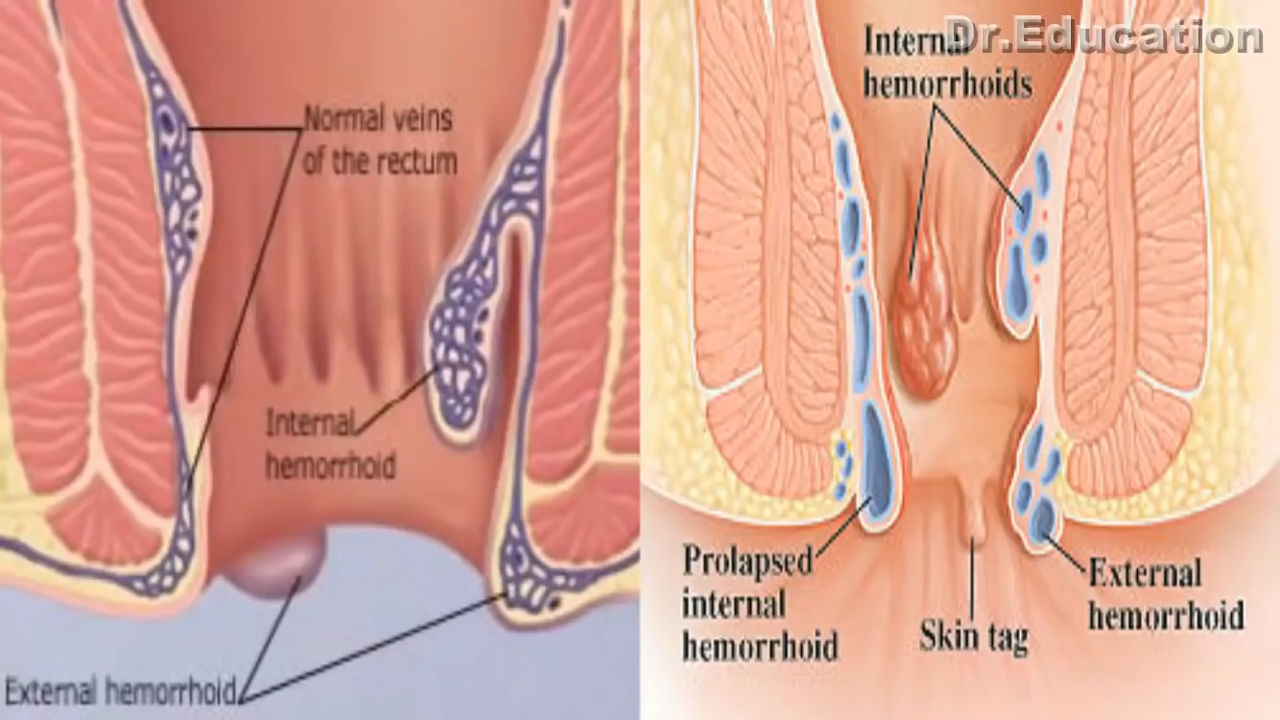 Normal veins
of the rectum
Internal
hemorrhoid
External hemorrhoid
Dr.Education
Internal
hemorrhoids
Prolapsed
internal
hemorrhoid
Skin tag
External
hemorrhoid